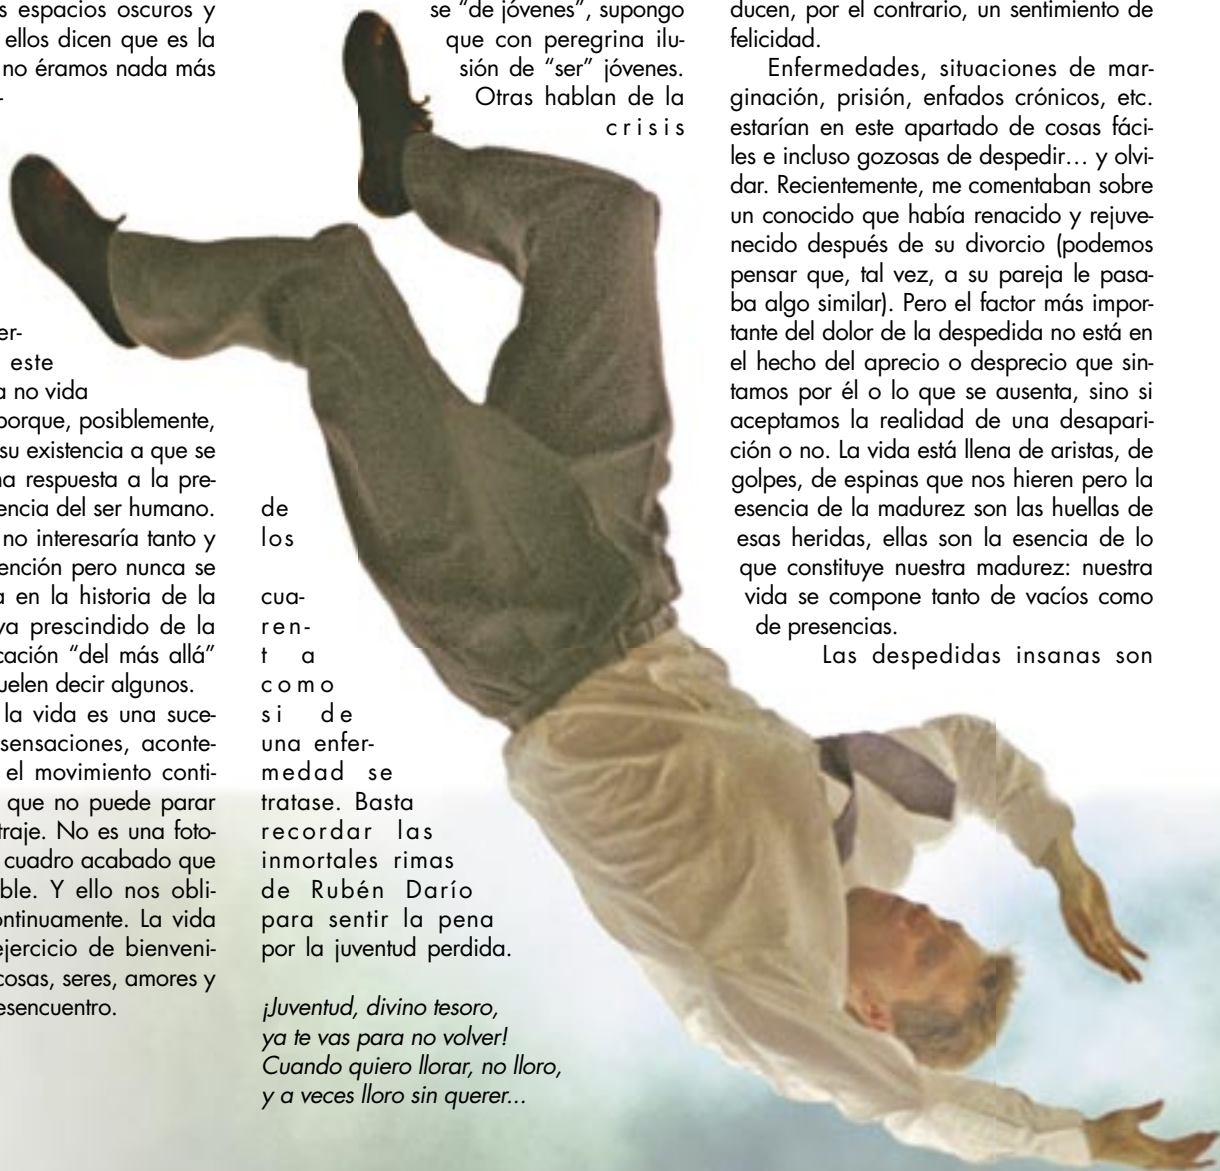 s espacios oscuros y
ellos dicen que es la
no éramos nada más
-
er-
este
a no vida
porque, posiblemente,
su existencia a que se
na respuesta a la pre-
encia del ser humano.
no interesaría tanto y
ención pero nunca se
a en la historia de la
ya prescindido de la
cación “del más allá”
uelen decir algunos.
la vida es una suce-
sensaciones, aconte-
el movimiento conti-
que no puede parar
traje. No es una foto-
cuadro acabado que
ble. Y ello nos obli-
ontinuamente. La vida
ejercicio de bienveni-
cosas, seres, amores y
esencuentro.
se “de jóvenes”, supongo
que con peregrina ilu-
sión de “ser” jóvenes.
Otras hablan de la
crisis
de
los
cua-
ren-
t a
como
si de
una enfer-
medad se
tratase. Basta
recordar las
inmortales rimas
de Rubén Darío
para sentir la pena
por la juventud perdida.
¡Juventud, divino tesoro,
ya te vas para no volver!
Cuando quiero llorar, no lloro,
y a veces lloro sin querer...
ducen, por el contrario, un sentimiento de
felicidad.
Enfermedades, situaciones de mar-
ginación, prisión, enfados crónicos, etc.
estarían en este apartado de cosas fáci-
les e incluso gozosas de despedir... y olvi-
dar. Recientemente, me comentaban sobre
un conocido que había renacido y rejuve-
necido después de su divorcio (podemos
pensar que, tal vez, a su pareja le pasa-
ba algo similar). Pero el factor más impor-
tante del dolor de la despedida no está en
el hecho del aprecio o desprecio que sin-
tamos por él o lo que se ausenta, sino si
aceptamos la realidad de una desapari-
ción o no. La vida está llena de aristas, de
golpes, de espinas que nos hieren pero la
esencia de la madurez son las huellas de
esas heridas, ellas son la esencia de lo
que constituye nuestra madurez: nuestra
vida se compone tanto de vacíos como
de presencias.
Las despedidas insanas son